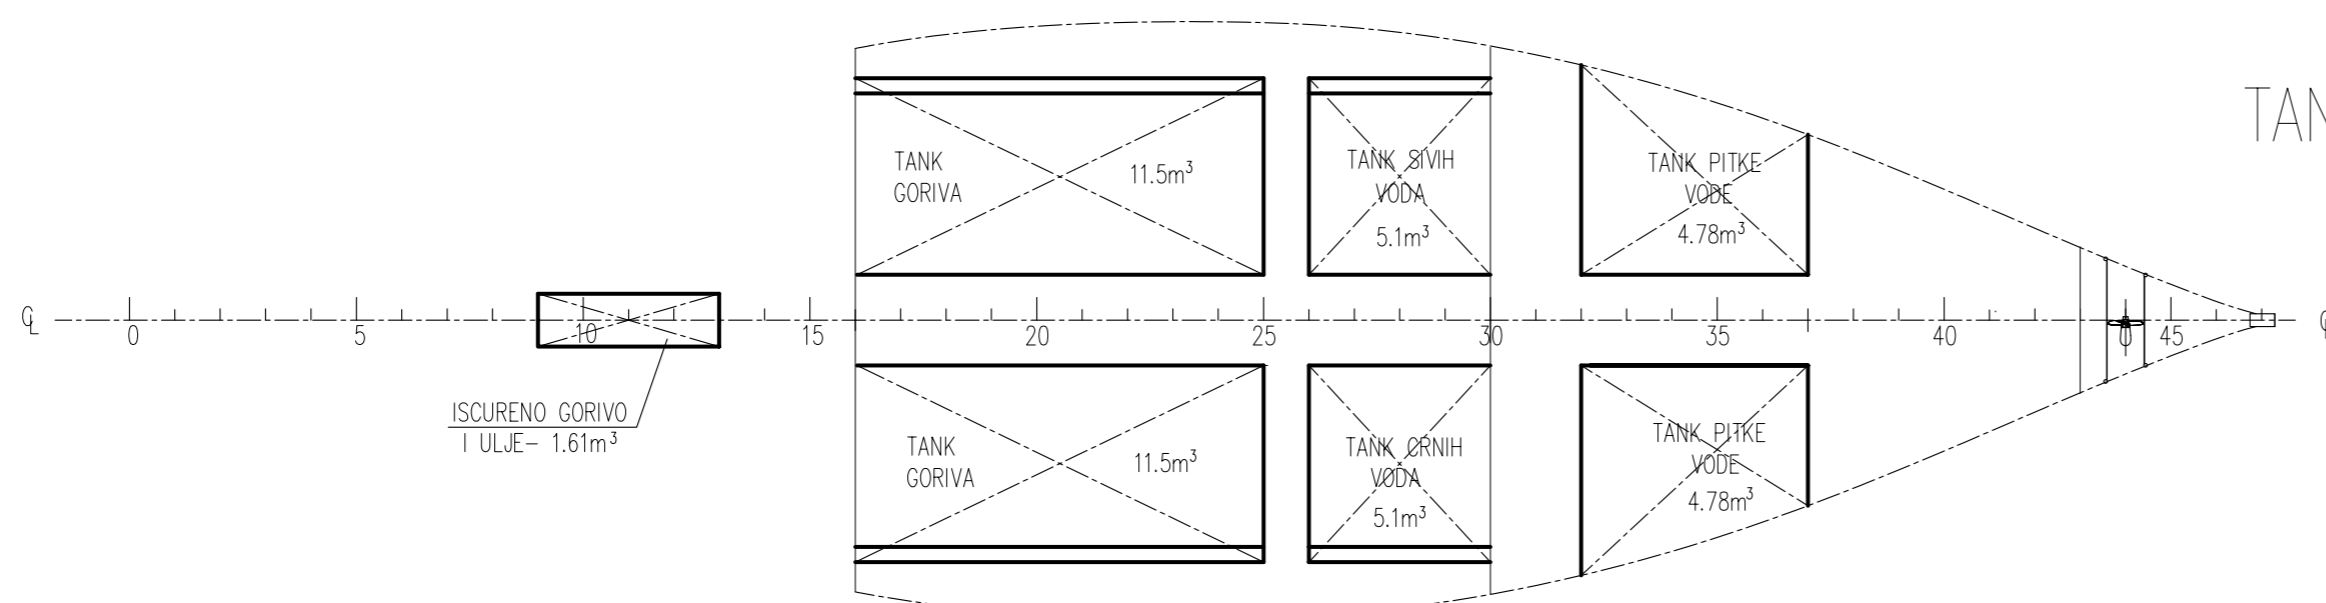 TAN
TANK
GORIVA
11.5m³
TANK SIVIH
VODA
5.1m³
TANK PITKE
VODE
4.78m³
℄ 0 5 10 15 20 25 30 35 40 45
ISCURENO GORIVO
I ULJE– 1.61m³
TANK
GORIVA
11.5m³
TANK CRNIH
VODA
5.1m³
TANK PITKE
VODE
4.78m³